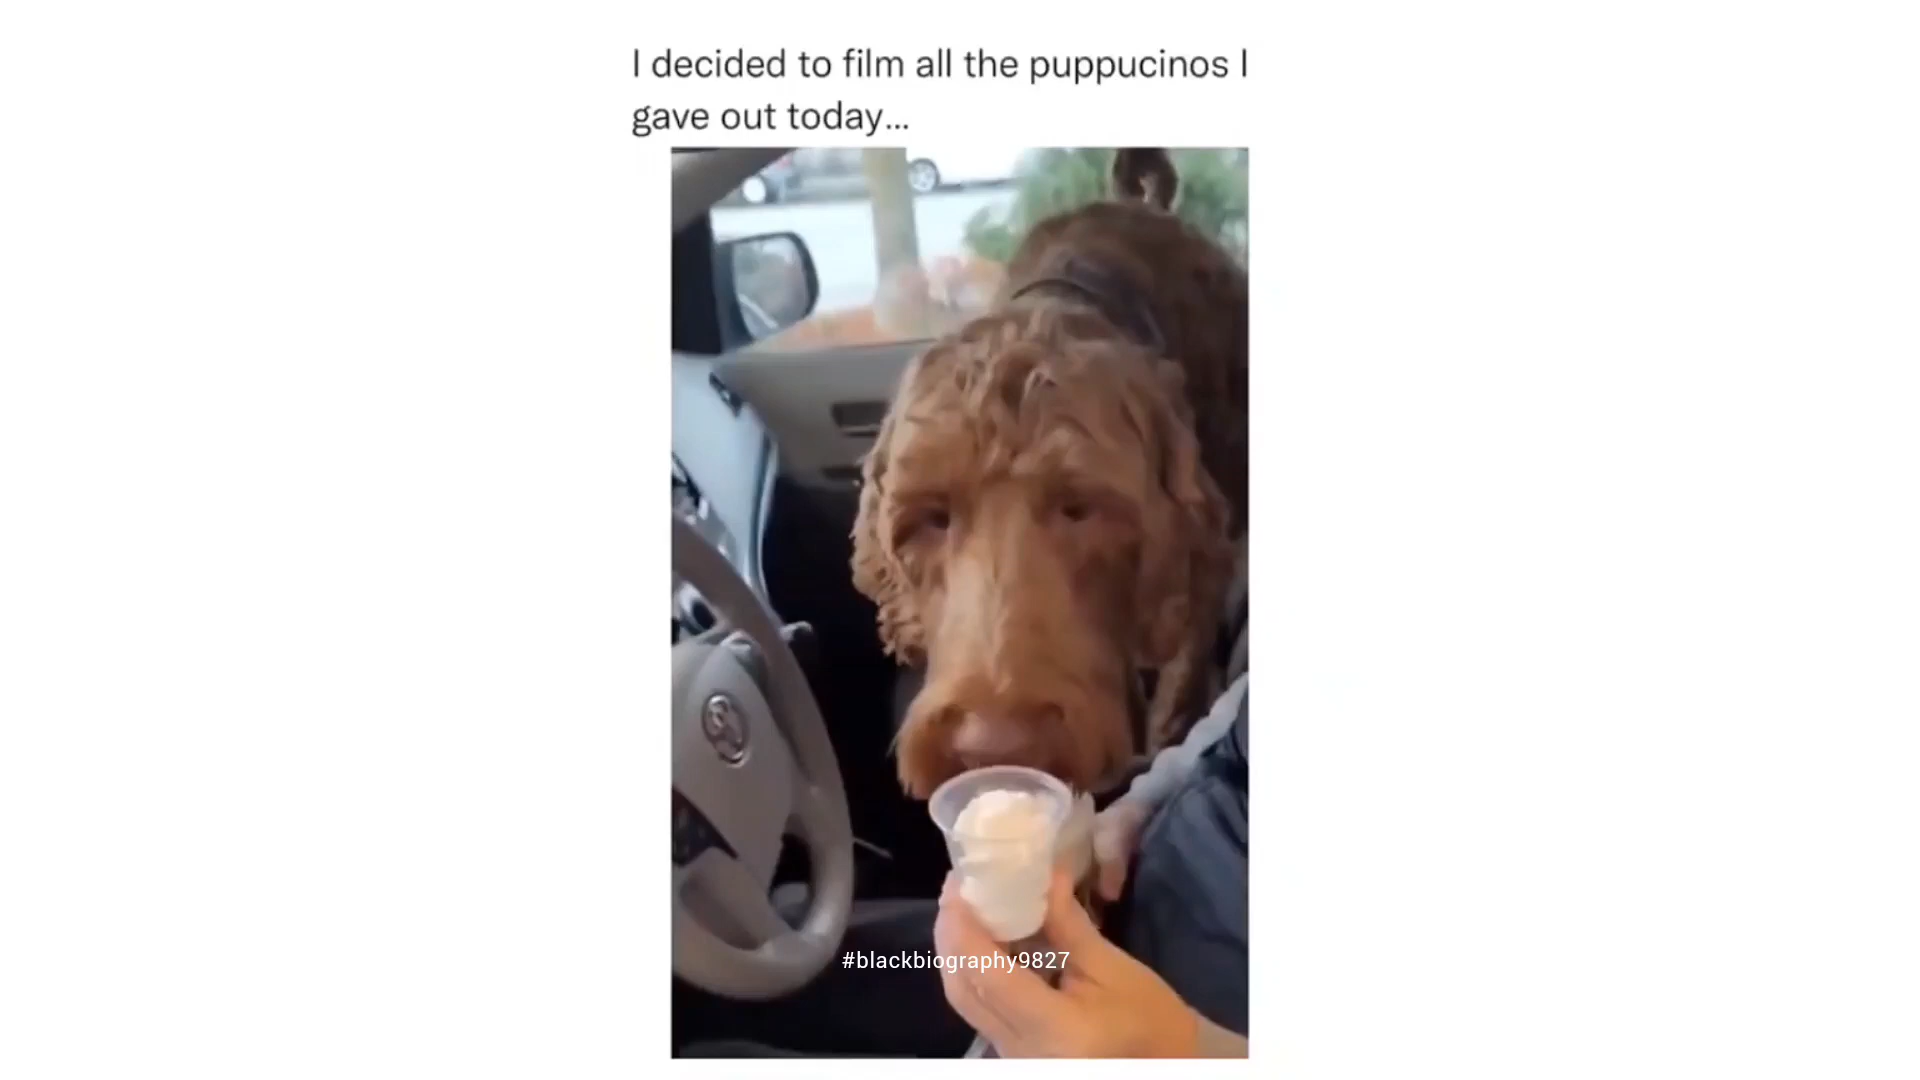 I decided to film all the puppucinos I
gave out today...
#blackbiography9827